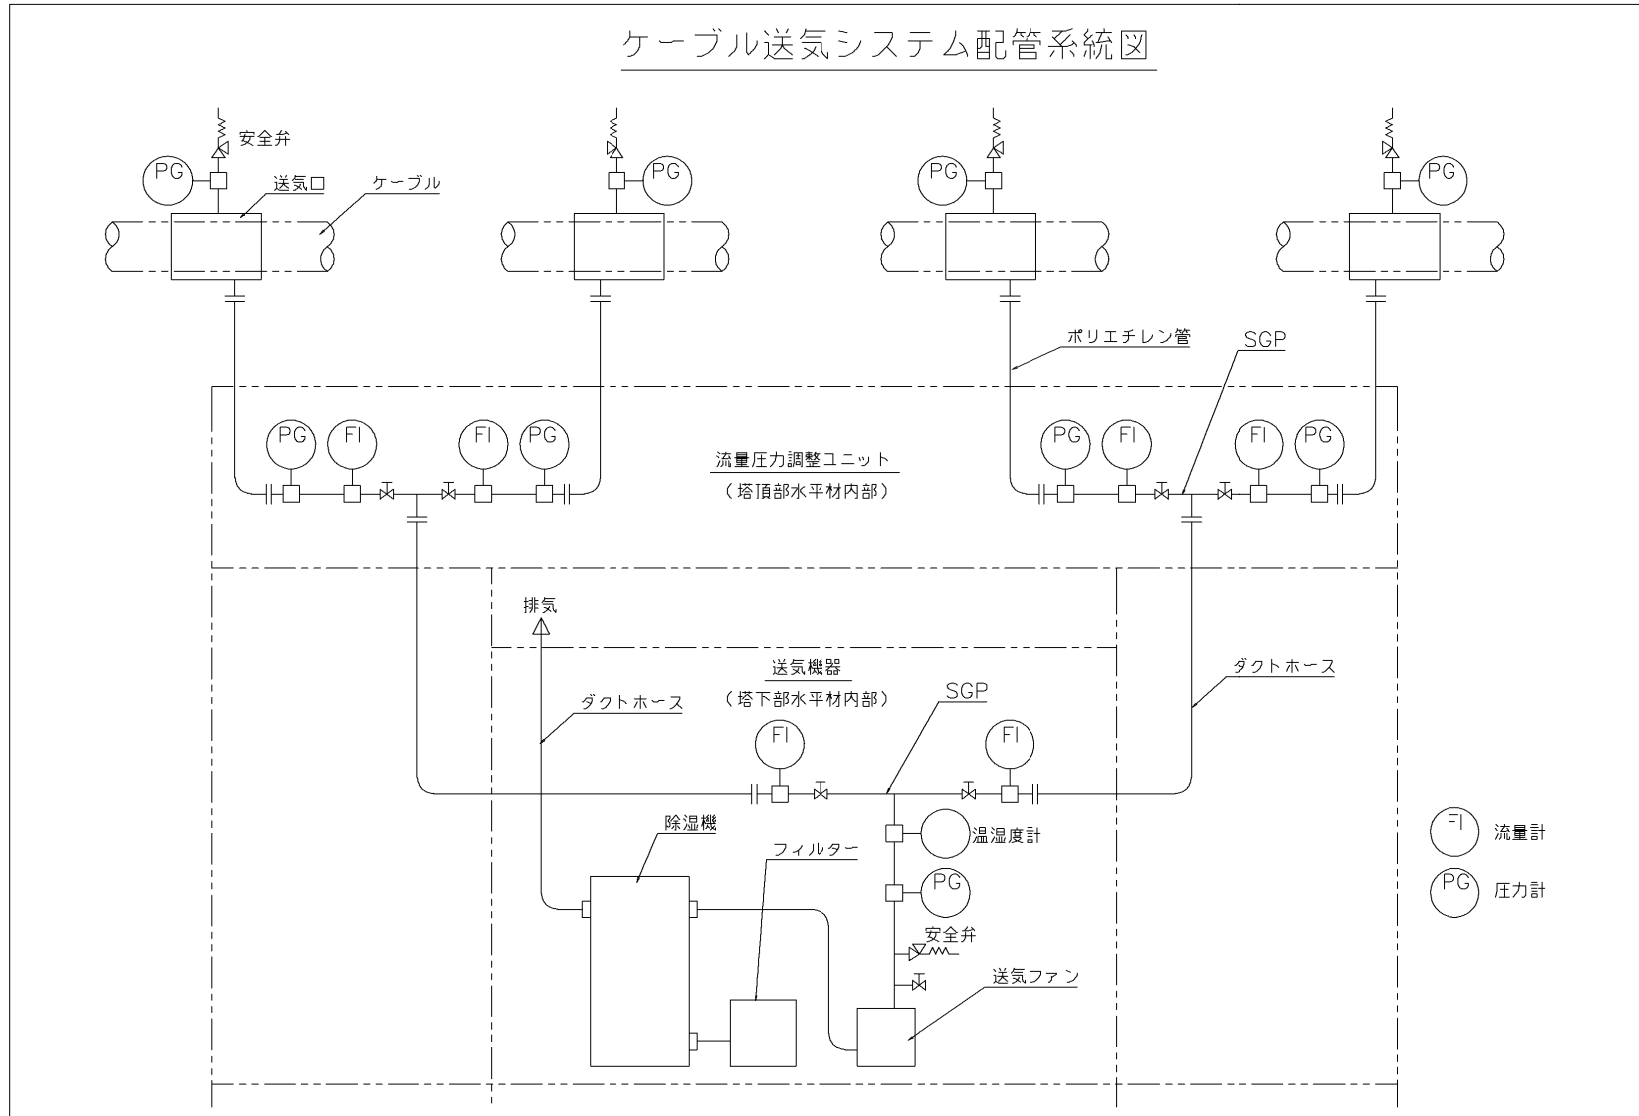 ケーブル送気システム配管系統図
安全弁
PG
PG
PG
PG
送気口
ケーブル
ポリエチレン管
SGP
PG
FI
FI
PG
PG
FI
FI
PG
流量圧力調整ユニット
（塔頂部水平材内部）
排気
送気機器
（塔下部水平材内部）
ダクトホース
SGP
ダクトホース
FI
FI
除湿機
フィルター
温湿度計
PG
安全弁
送気ファン
FI
流量計
PG
圧力計